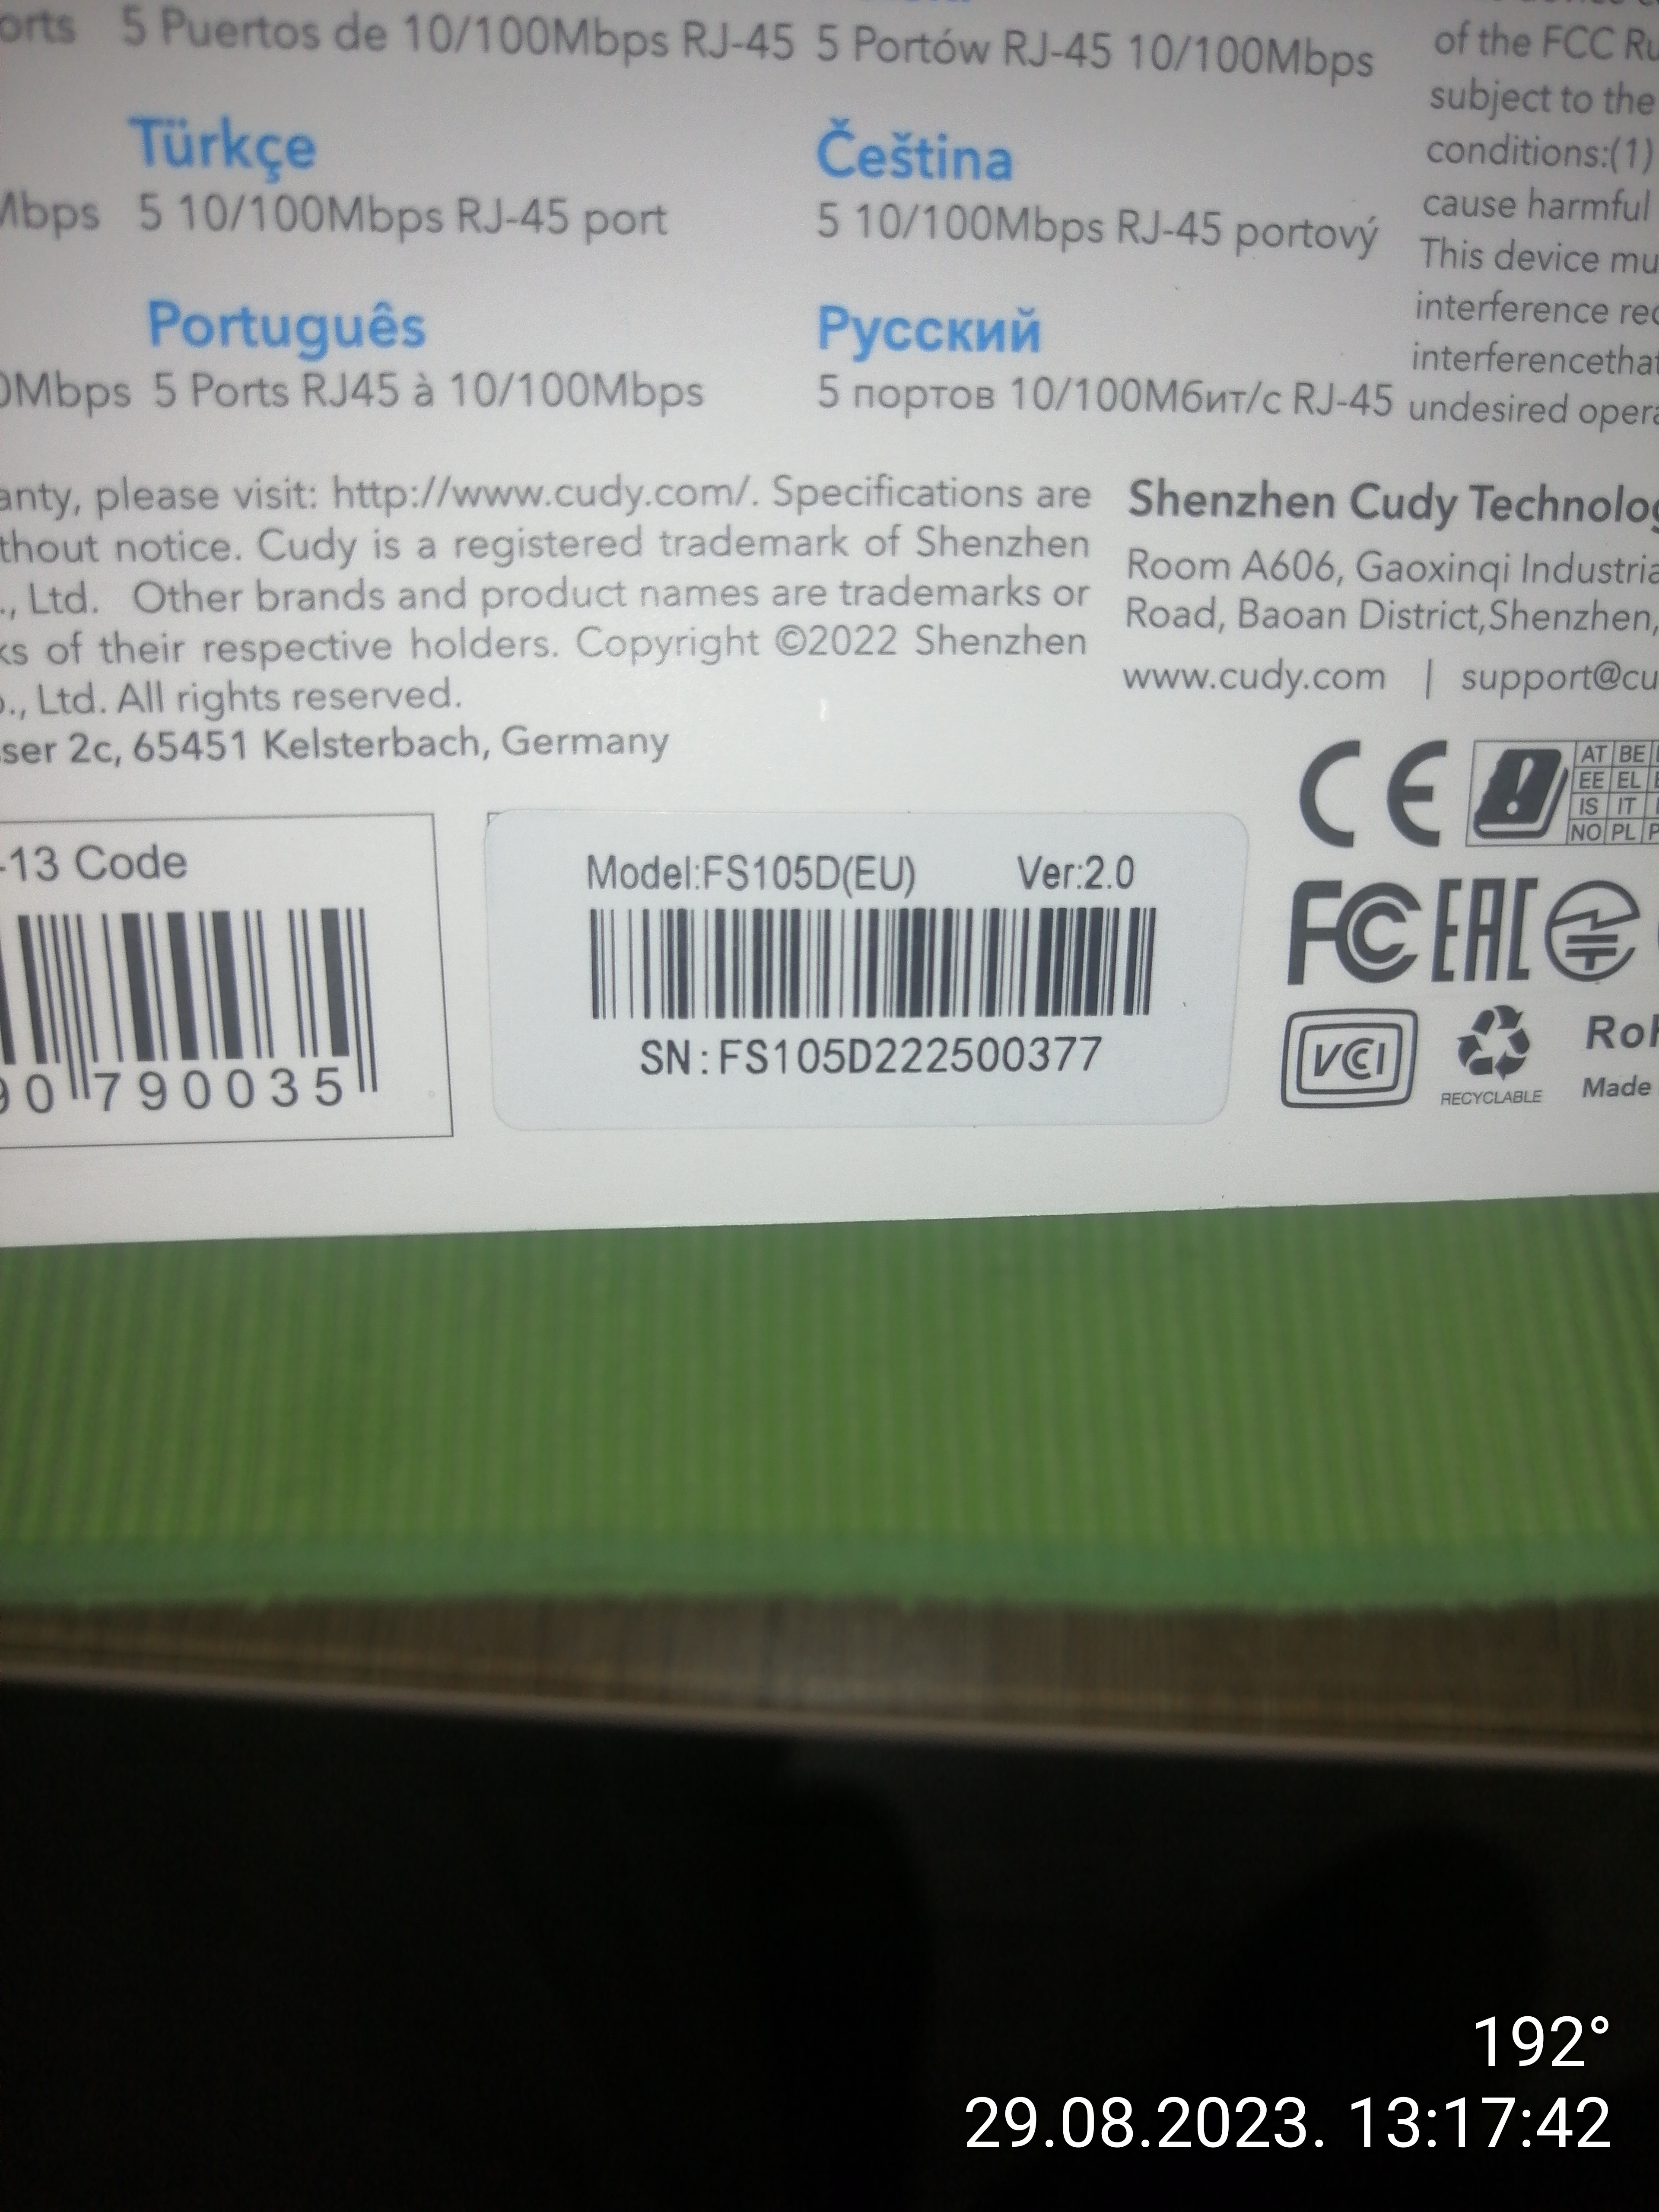 orts 5 Puertos de 10/100Mbps RJ-45 5 Portów RJ-45 10/100Mbps
Türkçe Čeština
Mbps 5 10/100Mbps RJ-45 port 5 10/100Mbps RJ-45 portový
Português Русский
0Mbps 5 Ports RJ45 à 10/100Mbps 5 портов 10/100Мбит/с RJ-45
of the FCC Ru
subject to the
conditions:(1)
cause harmful
This device mu
interference rec
interferencethat
undesired opera
anty, please visit: http://www.cudy.com/. Specifications are
thout notice. Cudy is a registered trademark of Shenzhen
., Ltd. Other brands and product names are trademarks or
ks of their respective holders. Copyright ©2022 Shenzhen
o., Ltd. All rights reserved.
ser 2c, 65451 Kelsterbach, Germany
Shenzhen Cudy Technolog
Room A606, Gaoxinqi Industria
Road, Baoan District,Shenzhen,
www.cudy.com | support@cu
-13 Code
90 790035
Model:FS105D(EU) Ver:2.0
SN:FS105D222500377
CE
AT BE
EE EL
IS IT
NO PL P
FC EAC
VCCI
RECYCLABLE
RoH
Made
192°
29.08.2023. 13:17:42